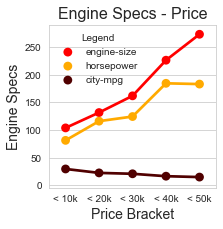 Engine Specs - Price
Legend
engine-size
horsepower
city-mpg
Engine Specs
250
200
150
100
50
0
< 10k < 20k < 30k < 40k < 50k
Price Bracket